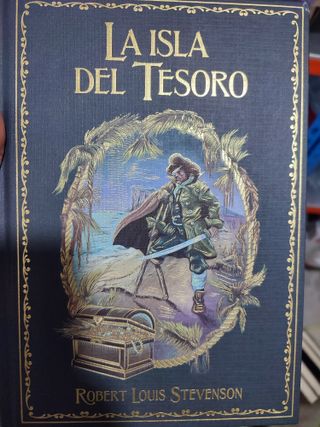 LA ISLA
DEL TESORO
ROBERT LOUIS STEVENSON